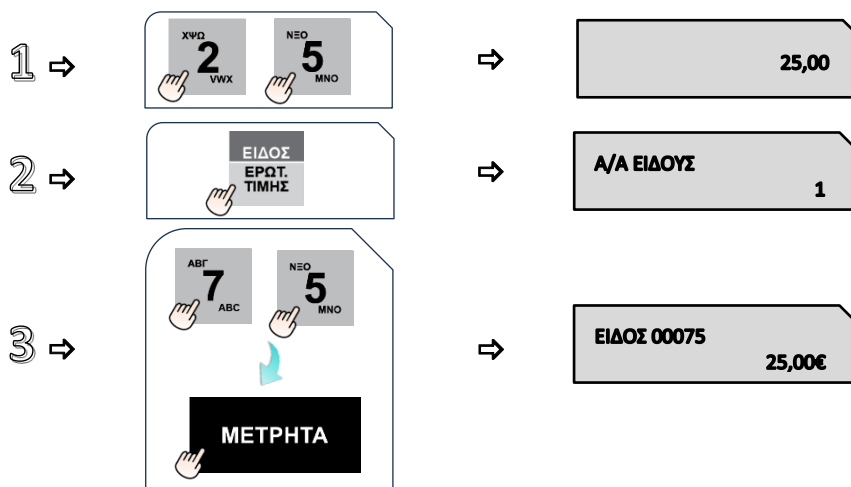 1
ΧΨΩ
2
VWX
ΝΞΟ
5
MNO
25,00
2
ΕΙΔΟΣ
ΕΡΩΤ.
ΤΙΜΗΣ
Α/Α ΕΙΔΟΥΣ
1
3
ΑΒΓ
7
ABC
ΝΞΟ
5
MNO
ΜΕΤΡΗΤΑ
ΕΙΔΟΣ 00075
25,00€